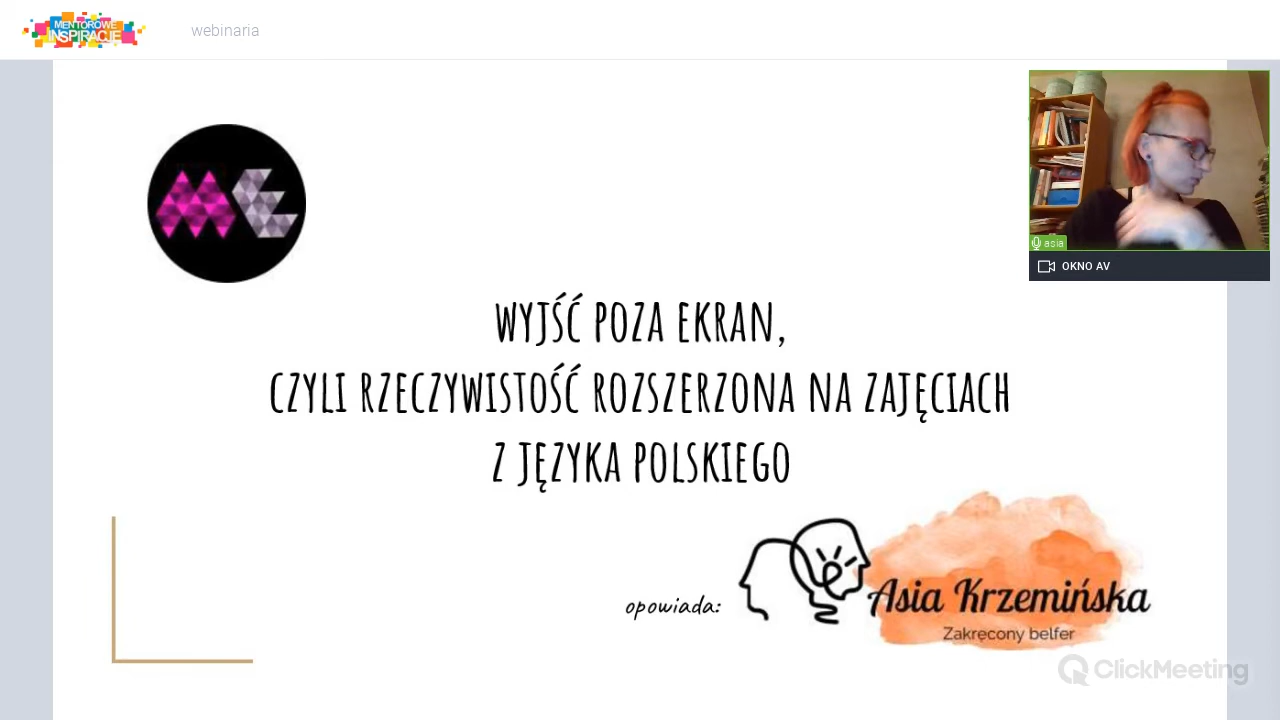 MENTOROWE
INSPIRACJE
webinaria
asia
OKNO AV
WYJŚĆ POZA EKRAN,
CZYLI RZECZYWISTOŚĆ ROZSZERZONA NA ZAJĘCIACH
Z JĘZYKA POLSKIEGO
opowiada:
Asia Krzemińska
Zakręcony belfer
ClickMeeting